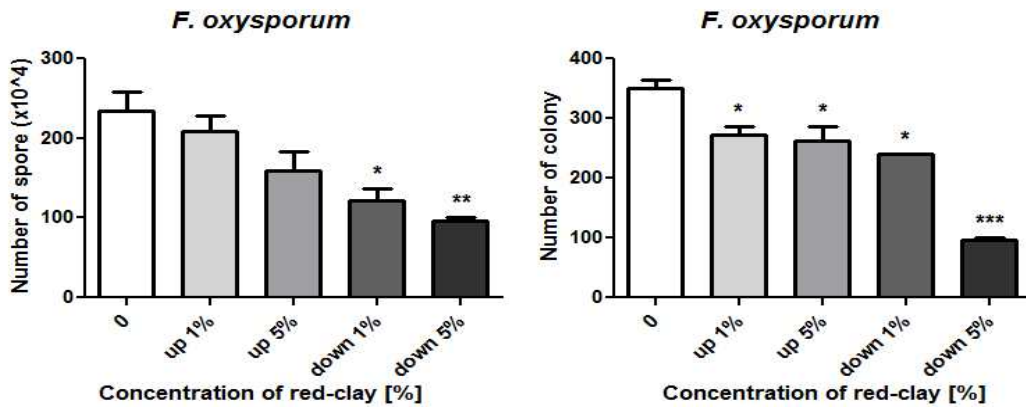 F. oxysporum
Number of spore (x10^4)
300
200
100
0
*
**
0
up 1%
up 5%
down 1%
down 5%
Concentration of red-clay [%]
F. oxysporum
Number of colony
400
300
200
100
0
*
*
*
***
0
up 1%
up 5%
down 1%
down 5%
Concentration of red-clay [%]